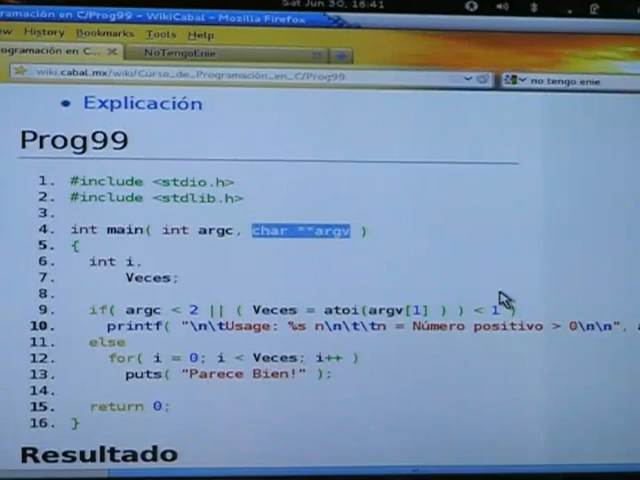 Sat Jun 30, 16:41
ramación en C/Prog99 – WikiCabal – Mozilla Firefox
ew History Bookmarks Tools Help
ogramación en C... NoTengoEnie
wiki.cabal.mx/wiki/Curso_de_Programación_en_C/Prog99 no tengo enie
• Explicación
Prog99
1. #include <stdio.h>
2. #include <stdlib.h>
3.
4. int main( int argc, char **argv )
5. {
6. int i,
7. Veces;
8.
9. if( argc < 2 || ( Veces = atoi(argv[1] ) ) < 1 )
10. printf( "\n\tUsage: %s n\n\t\tn = Número positivo > 0\n\n", a
11. else
12. for( i = 0; i < Veces; i++ )
13. puts( "Parece Bien!" );
14.
15. return 0;
16. }
Resultado